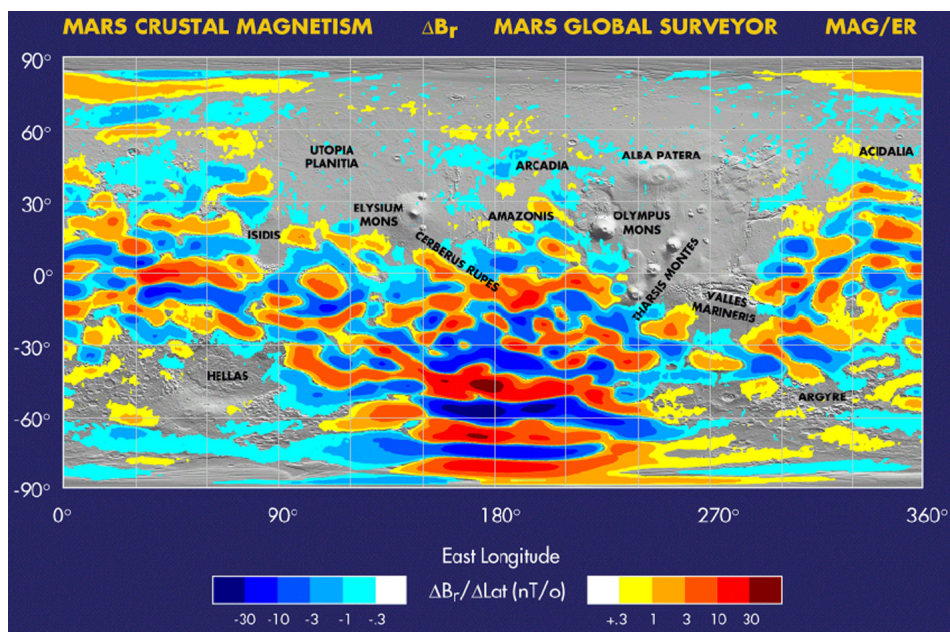 MARS CRUSTAL MAGNETISM ΔBr MARS GLOBAL SURVEYOR MAG/ER
90°
60°
30°
0°
-30°
-60°
-90°
UTOPIA
PLANITIA
ARCADIA
ALBA PATERA
ACIDALIA
ISIDIS
ELYSIUM
MONS
AMAZONIS
OLYMPUS
MONS
CERBERUS RUPES
THARSIS MONTES
VALLES
MARINERIS
HELLAS
ARGYRE
0° 90° 180° 270° 360°
East Longitude
ΔBr/ΔLat (nT/o)
-30 -10 -3 -1 -.3 +.3 1 3 10 30